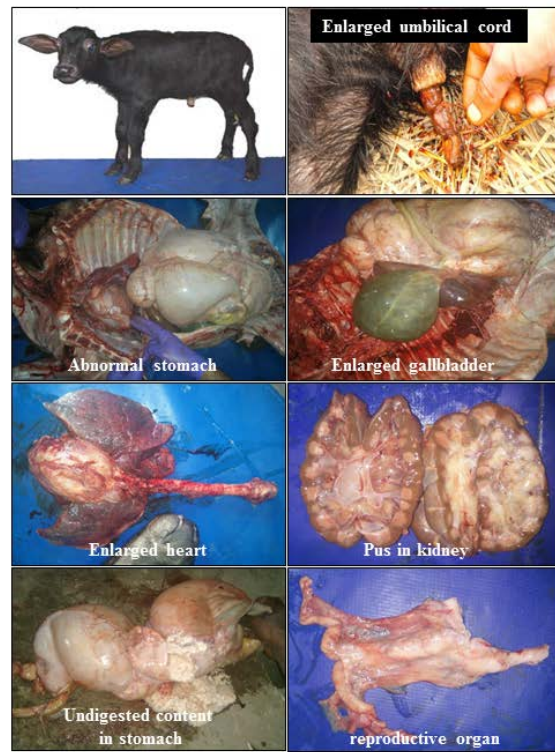 Enlarged umbilical cord
Abnormal stomach
Enlarged gallbladder
Enlarged heart
Pus in kidney
Undigested content
in stomach
reproductive organ